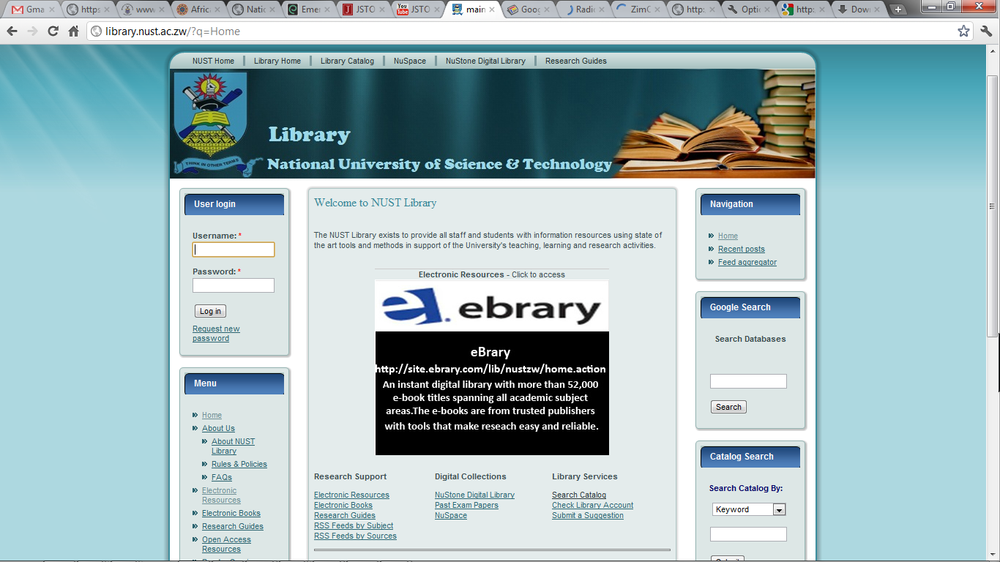 Gma
https
www
Africa
Natio
Emer
JSTO
JSTO
main
Goog
Radio
ZimO
http:
Optio
http:
Dow
library.nust.ac.zw/?q=Home
NUST Home
Library Home
Library Catalog
NuSpace
NuStone Digital Library
Research Guides
THINK IN OTHER TERMS
Library
National University of Science & Technology
User login
Username: *
Password: *
Log in
Request new
password
Menu
Home
About Us
About NUST
Library
Rules & Policies
FAQs
Electronic
Resources
Electronic Books
Research Guides
Open Access
Resources
Welcome to NUST Library
The NUST Library exists to provide all staff and students with information resources using state of
the art tools and methods in support of the University's teaching, learning and research activities.
Electronic Resources - Click to access
e. ebrary
eBrary
http://site.ebrary.com/lib/nustzw/home.action
An instant digital library with more than 52,000
e-book titles spanning all academic subject
areas.The e-books are from trusted publishers
with tools that make reseach easy and reliable.
Research Support
Electronic Resources
Electronic Books
Research Guides
RSS Feeds by Subject
RSS Feeds by Sources
Digital Collections
NuStone Digital Library
Past Exam Papers
NuSpace
Library Services
Search Catalog
Check Library Account
Submit a Suggestion
Navigation
Home
Recent posts
Feed aggregator
Google Search
Search Databases
Search
Catalog Search
Search Catalog By:
Keyword